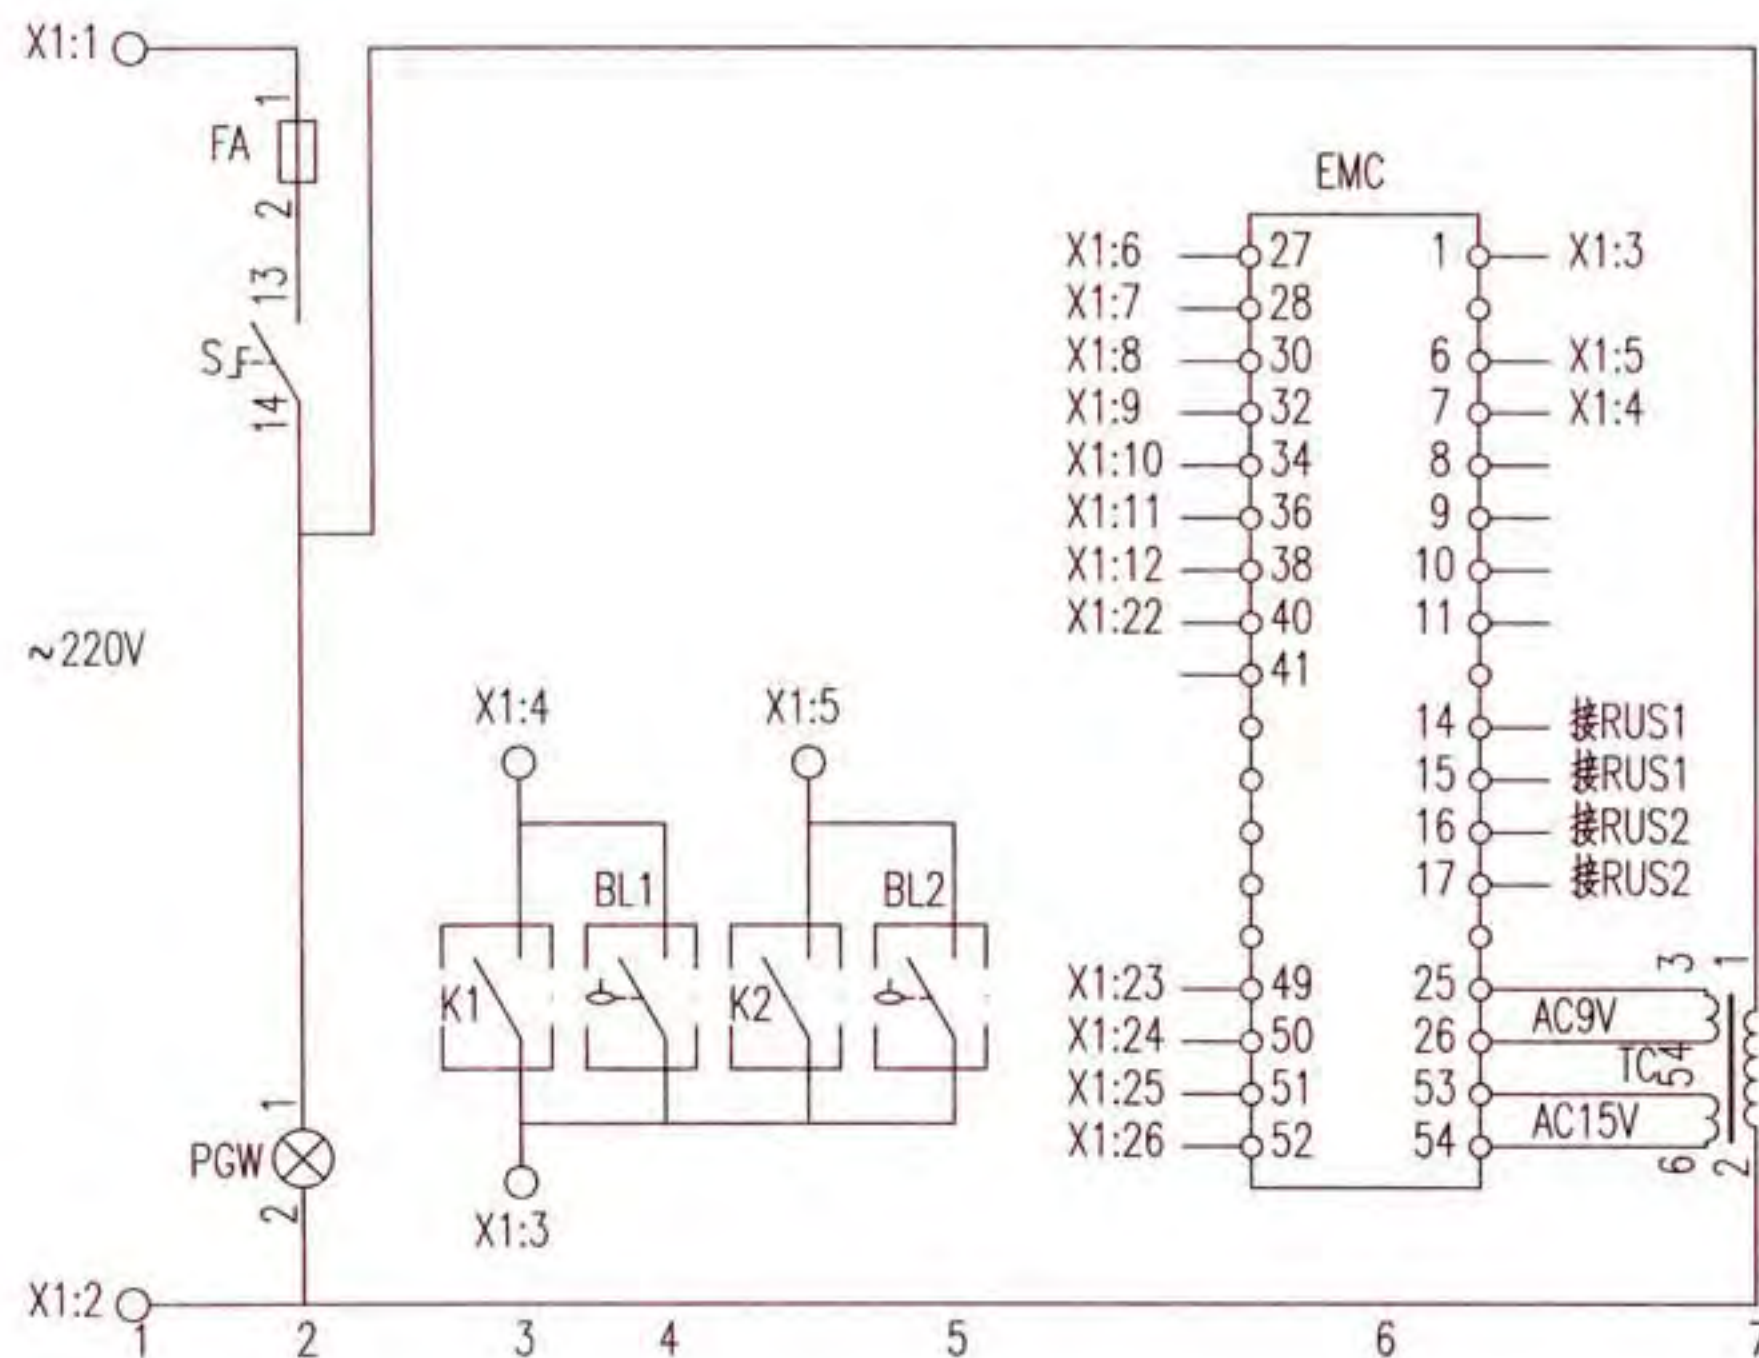 X1:1
1
FA
2
13
S
14
~220V
EMC
X1:6 27 1 X1:3
X1:7 28
X1:8 30 6 X1:5
X1:9 32 7 X1:4
X1:10 34 8
X1:11 36 9
X1:12 38 10
X1:22 40 11
41
14 接RUS1
15 接RUS1
16 接RUS2
17 接RUS2
X1:23 49 25 3 1
AC9V
X1:24 50 26
TC 54
X1:25 51 53
AC15V
X1:26 52 54 6 2
X1:4 X1:5
BL1 BL2
K1 K2
X1:3
1
PGW
2
X1:2
1 2 3 4 5 6 7